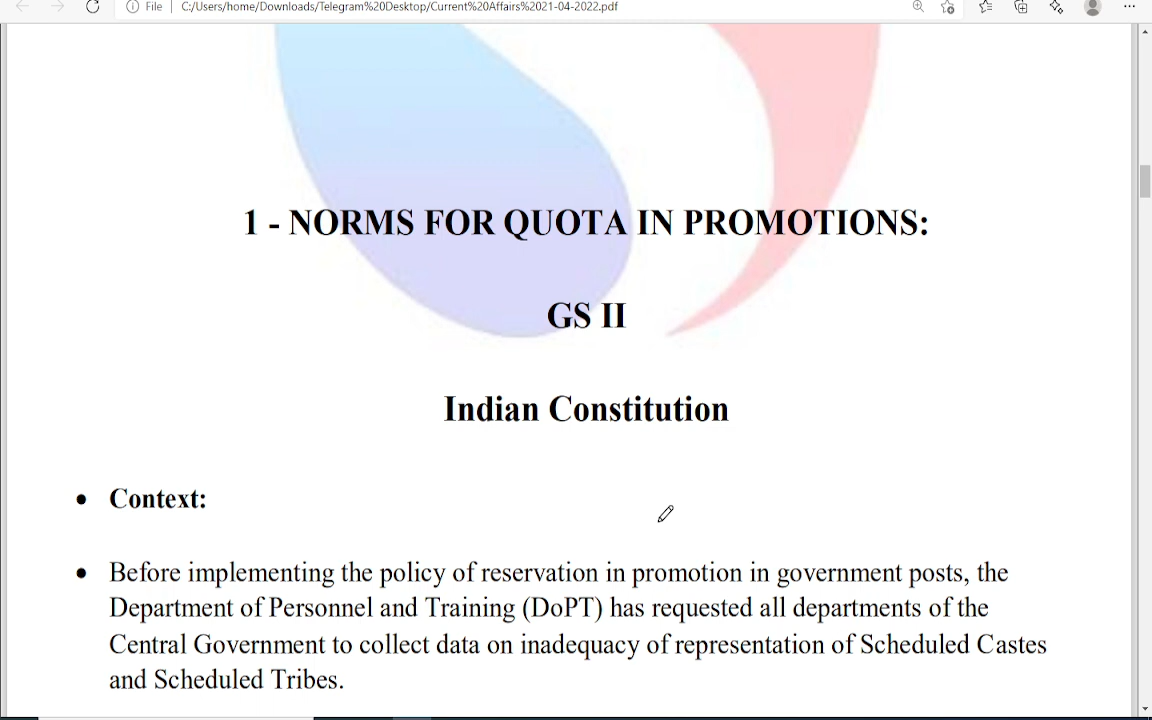 File
C:/Users/home/Downloads/Telegram%20Desktop/Current%20Affairs%2021-04-2022.pdf
1 - NORMS FOR QUOTA IN PROMOTIONS:
GS II
Indian Constitution
• Context:
• Before implementing the policy of reservation in promotion in government posts, the
Department of Personnel and Training (DoPT) has requested all departments of the
Central Government to collect data on inadequacy of representation of Scheduled Castes
and Scheduled Tribes.